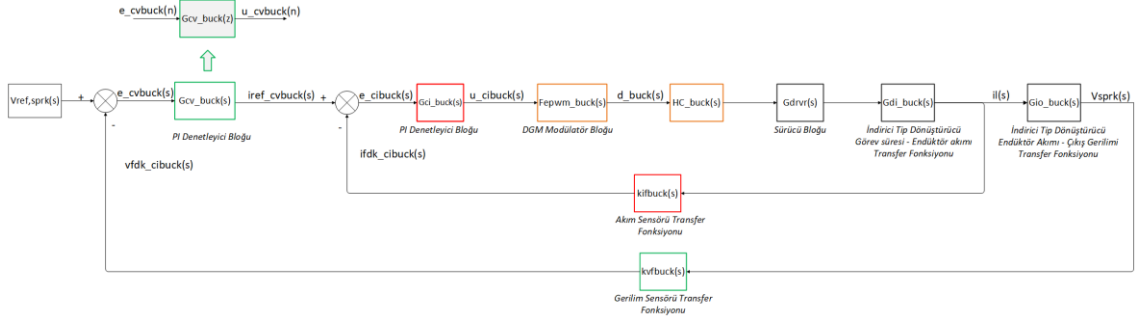 e_cvbuck(n)
Gcv_buck(z)
u_cvbuck(n)
Vref,sprk(s)
+
-
e_cvbuck(s)
Gcv_buck(s)
PI Denetleyici Bloğu
iref_cvbuck(s)
+
-
e_cibuck(s)
Gci_buck(s)
PI Denetleyici Bloğu
u_cibuck(s)
Fepwm_buck(s)
DGM Modülatör Bloğu
d_buck(s)
HC_buck(s)
Gdrvr(s)
Sürücü Bloğu
Gdi_buck(s)
İndirici Tip Dönüştürücü
Görev süresi - Endüktör akımı
Transfer Fonksiyonu
il(s)
Gio_buck(s)
İndirici Tip Dönüştürücü
Endüktör Akımı - Çıkış Gerilimi
Transfer Fonksiyonu
Vsprk(s)
vfdk_cibuck(s)
ifdk_cibuck(s)
kifbuck(s)
Akım Sensörü Transfer
Fonksiyonu
kvfbuck(s)
Gerilim Sensörü Transfer
Fonksiyonu